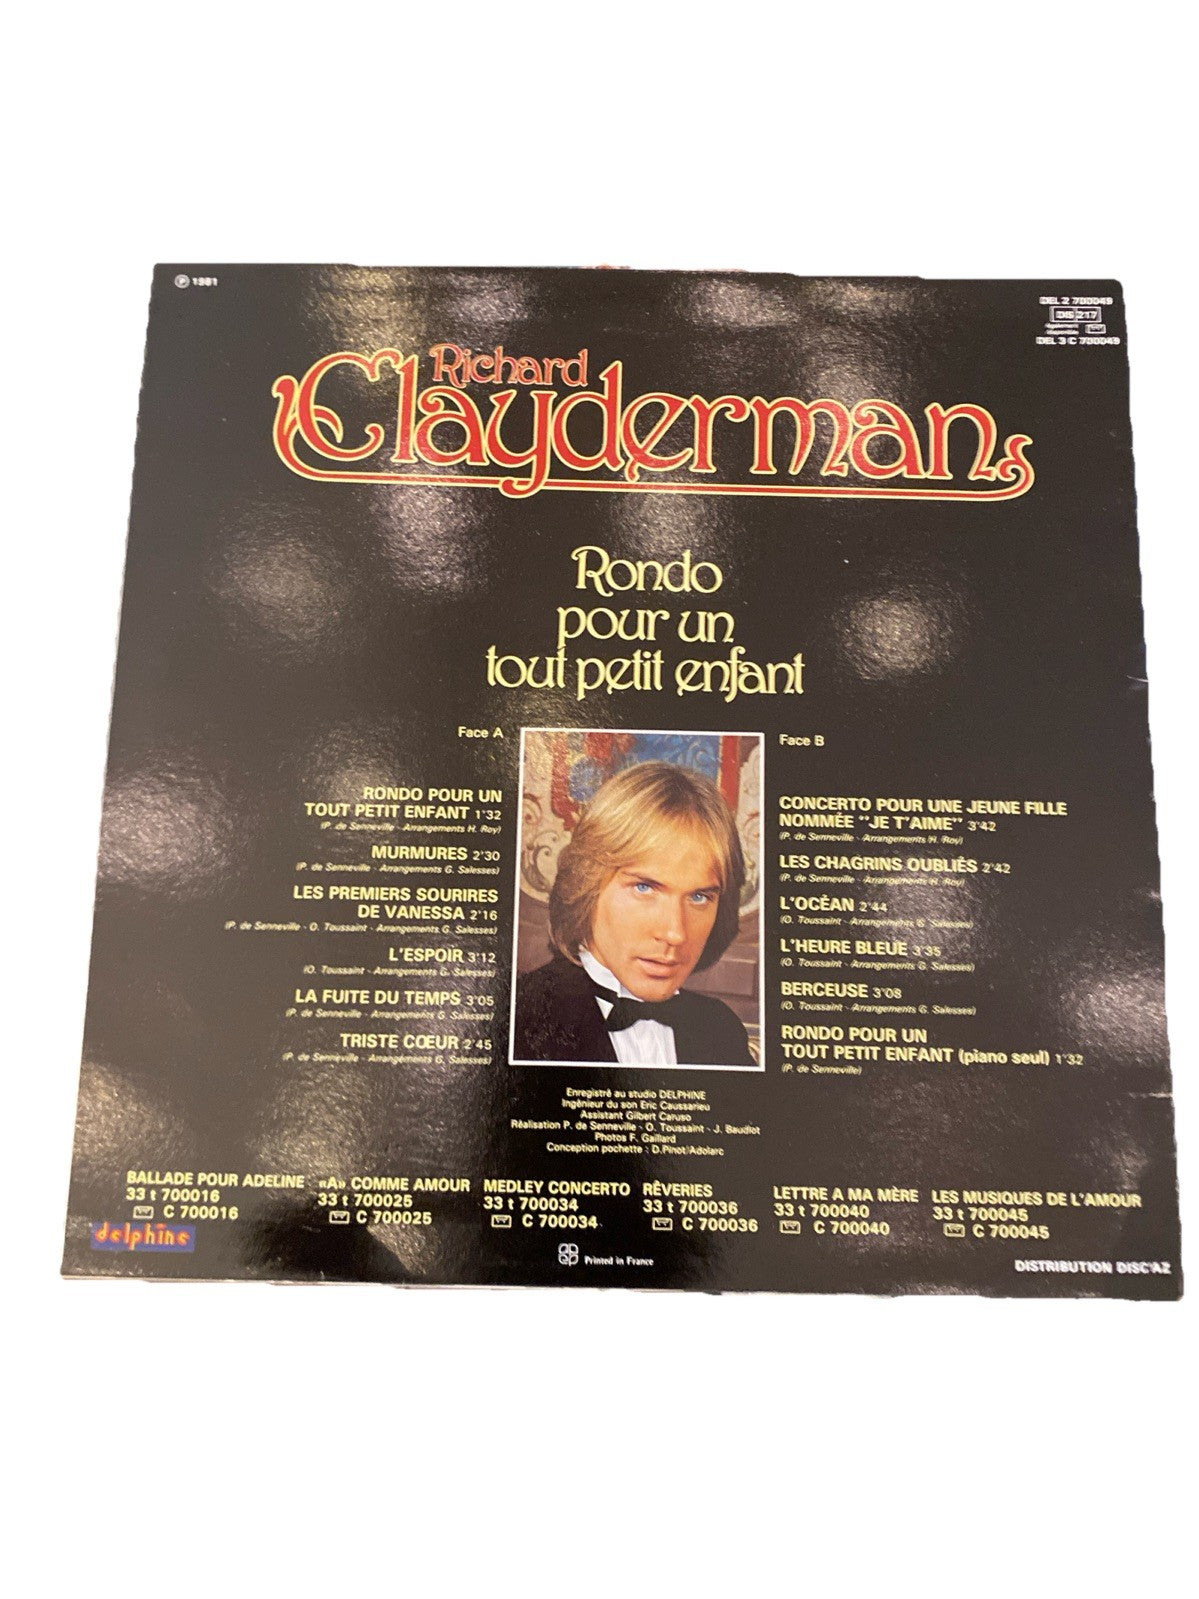 ℗ 1981
DEL 2 700049
DIS 217
également
disponible
DEL 3 C 700049
Richard
Clayderman
Rondo
pour un
tout petit enfant
Face A
RONDO POUR UN
TOUT PETIT ENFANT 1'32
(P. de Senneville - Arrangements H. Roy)
MURMURES 2'30
(P. de Senneville - Arrangements G. Salesses)
LES PREMIERS SOURIRES
DE VANESSA 2'16
(P. de Senneville - O. Toussaint - Arrangements G. Salesses)
L'ESPOIR 3'12
(O. Toussaint - Arrangements G. Salesses)
LA FUITE DU TEMPS 3'05
(P. de Senneville - Arrangements G. Salesses)
TRISTE CŒUR 2'45
(P. de Senneville - Arrangements G. Salesses)
Face B
CONCERTO POUR UNE JEUNE FILLE
NOMMÉE "JE T'AIME" 3'42
(P. de Senneville - Arrangements H. Roy)
LES CHAGRINS OUBLIÉS 2'42
(P. de Senneville - Arrangements H. Roy)
L'OCÉAN 2'44
(O. Toussaint - Arrangements G. Salesses)
L'HEURE BLEUE 3'35
(O. Toussaint - Arrangements G. Salesses)
BERCEUSE 3'08
(O. Toussaint - Arrangements G. Salesses)
RONDO POUR UN
TOUT PETIT ENFANT (piano seul) 1'32
(P. de Senneville)
Enregistré au studio DELPHINE
Ingénieur du son Eric Caussarieu
Assistant Gilbert Caruso
Réalisation P. de Senneville - O. Toussaint - J. Baudlot
Photos F. Gaillard
Conception pochette : D.Pinot/Adolarc
BALLADE POUR ADELINE
33 t 700016
C 700016
«A» COMME AMOUR
33 t 700025
C 700025
MEDLEY CONCERTO
33 t 700034
C 700034
RÊVERIES
33 t 700036
C 700036
LETTRE A MA MÈRE
33 t 700040
C 700040
LES MUSIQUES DE L'AMOUR
33 t 700045
C 700045
delphine
Printed in France
DISTRIBUTION DISC'AZ